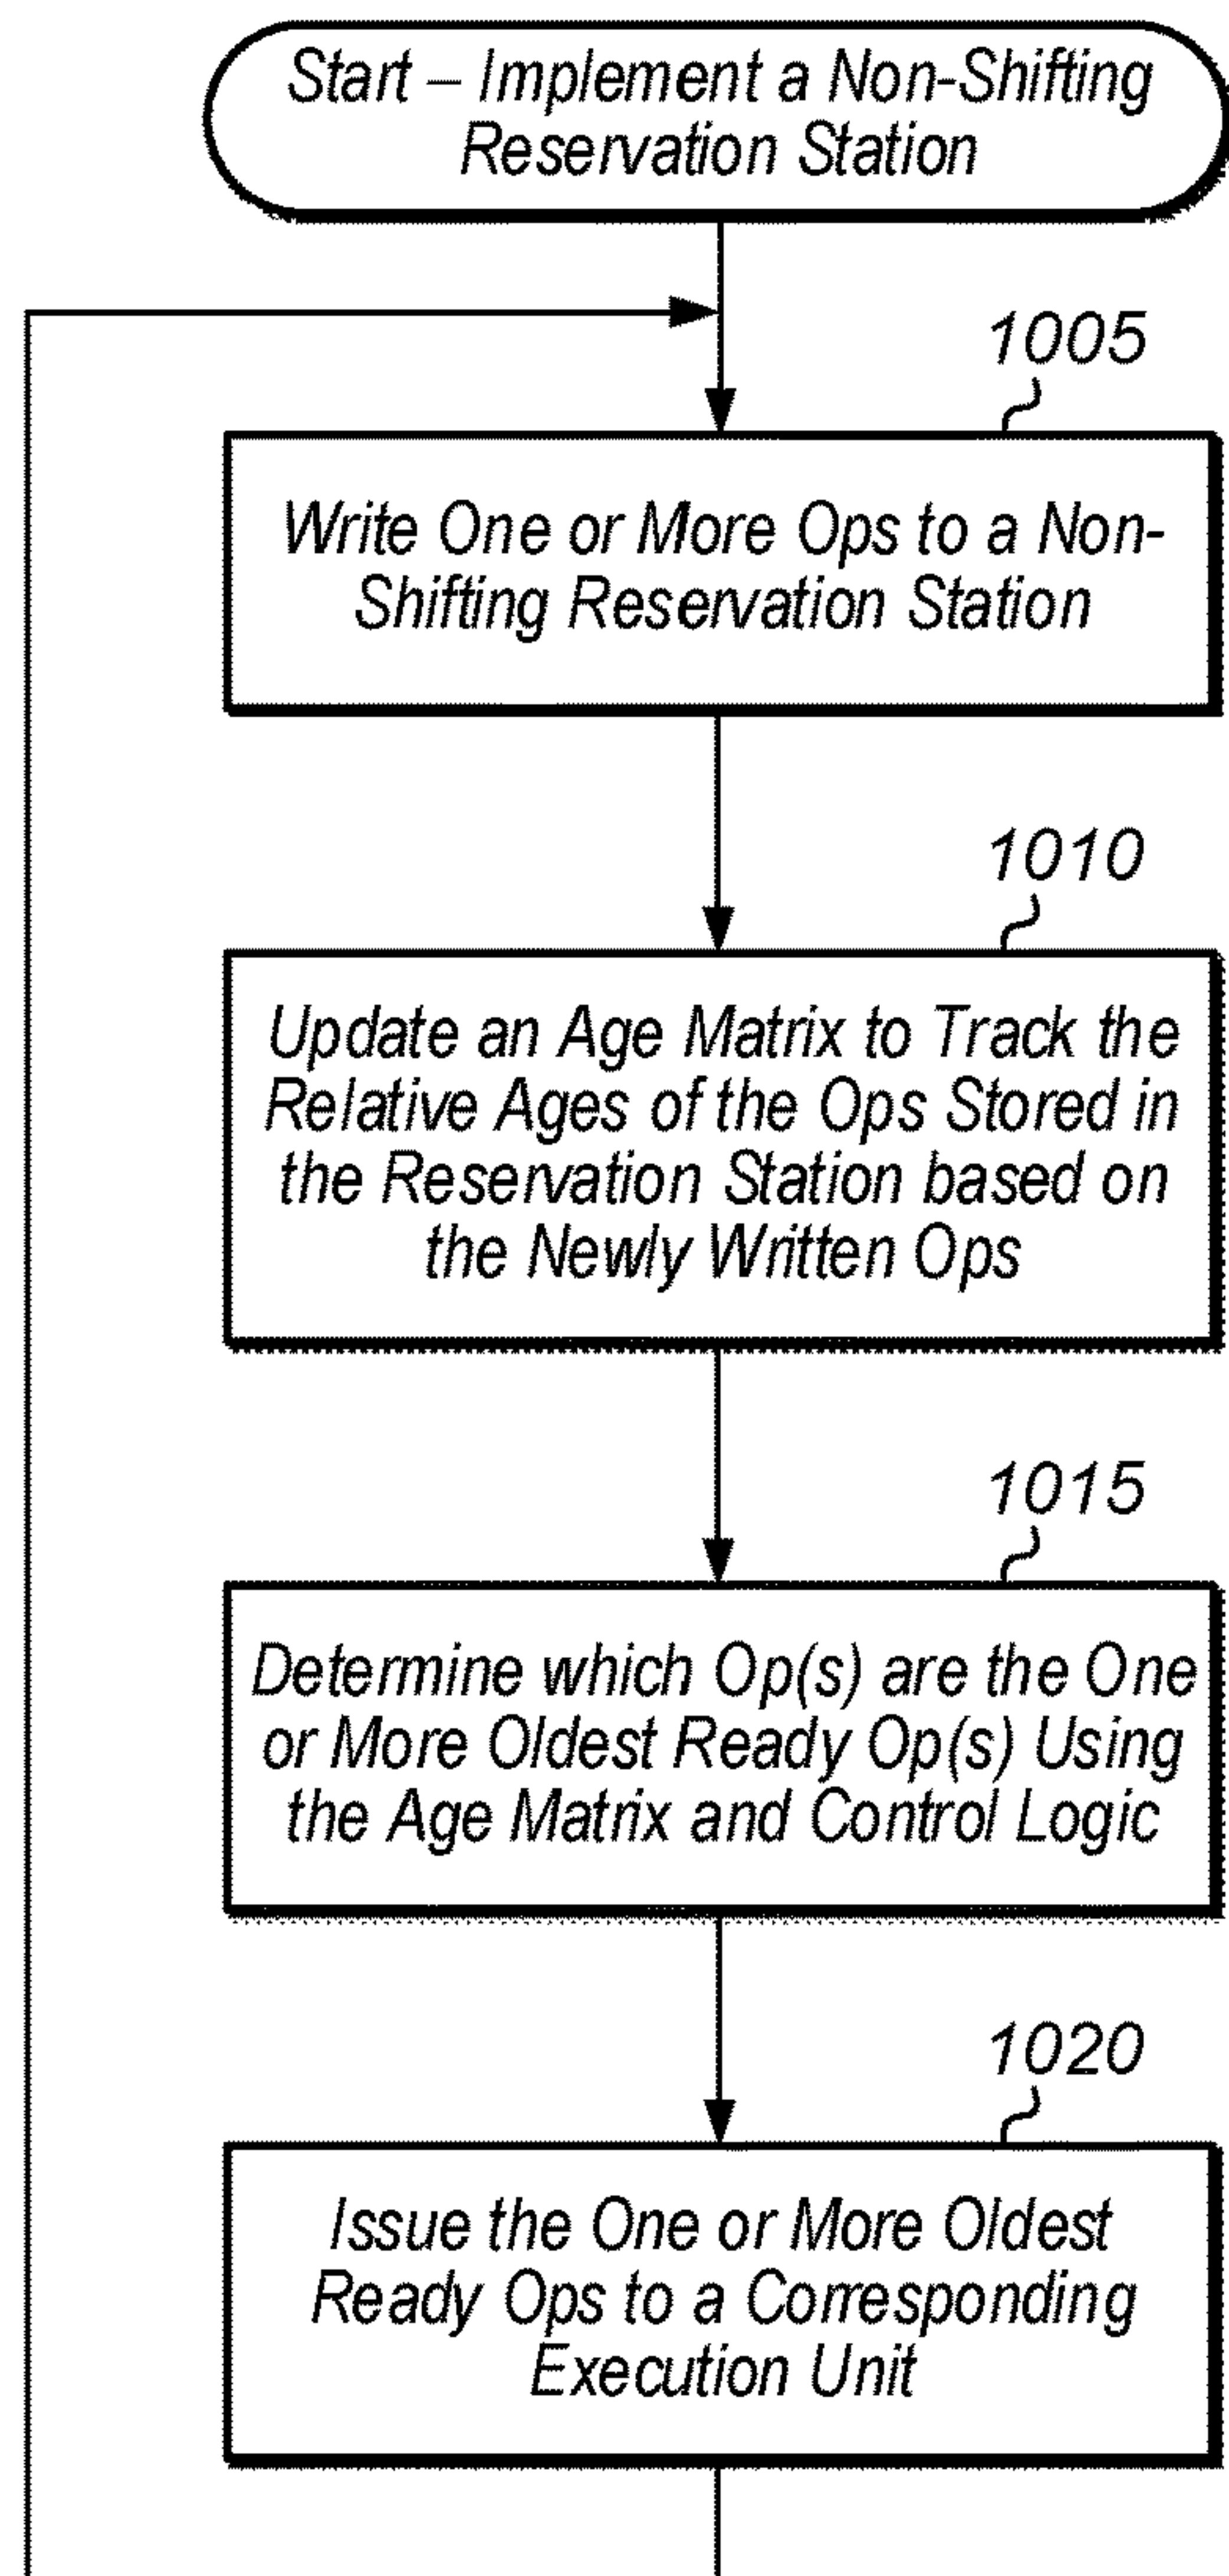 Start – Implement a Non-Shifting
Reservation Station
1005
Write One or More Ops to a Non-
Shifting Reservation Station
1010
Update an Age Matrix to Track the
Relative Ages of the Ops Stored in
the Reservation Station based on
the Newly Written Ops
1015
Determine which Op(s) are the One
or More Oldest Ready Op(s) Using
the Age Matrix and Control Logic
1020
Issue the One or More Oldest
Ready Ops to a Corresponding
Execution Unit